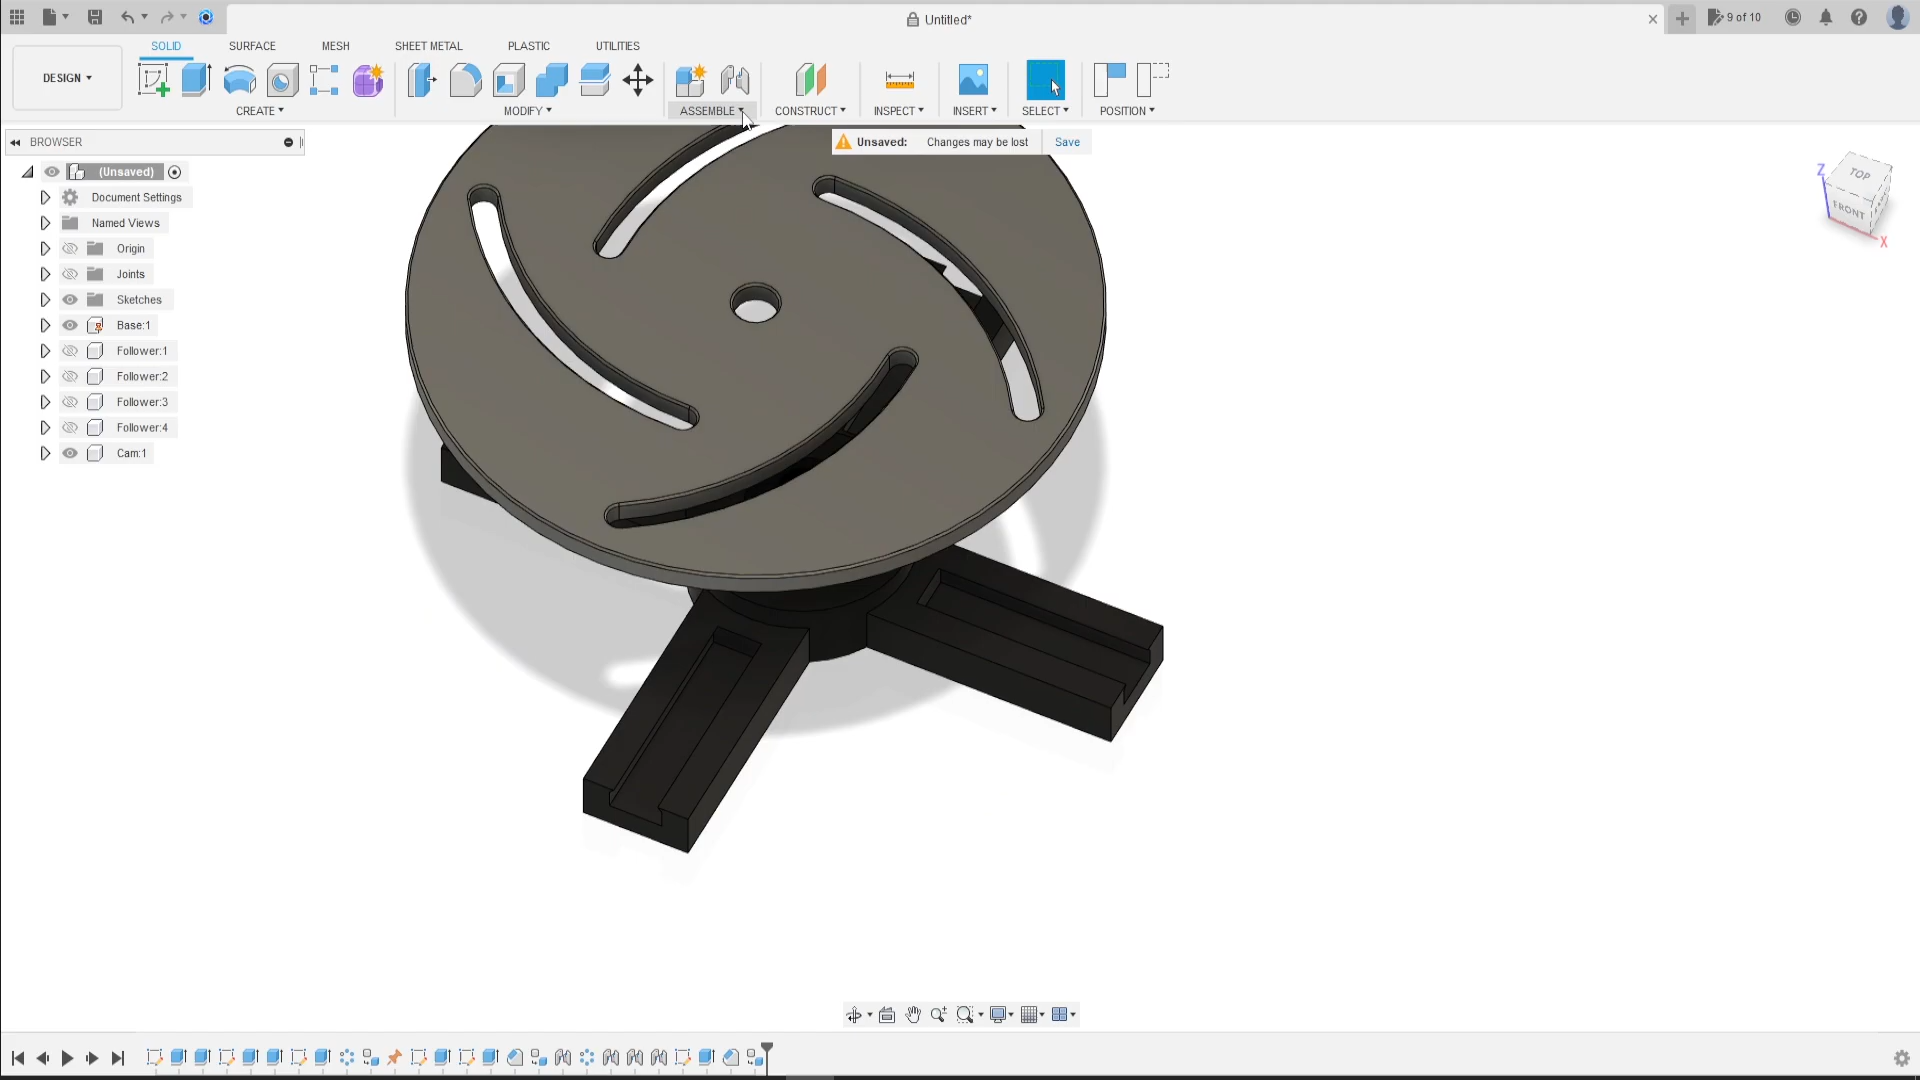 Untitled*
9 of 10
DESIGN
SOLID
SURFACE
MESH
SHEET METAL
PLASTIC
UTILITIES
CREATE
MODIFY
ASSEMBLE
CONSTRUCT
INSPECT
INSERT
SELECT
POSITION
Unsaved: Changes may be lost Save
BROWSER
(Unsaved)
Document Settings
Named Views
Origin
Joints
Sketches
Base:1
Follower:1
Follower:2
Follower:3
Follower:4
Cam:1
Z
TOP
FRONT
X